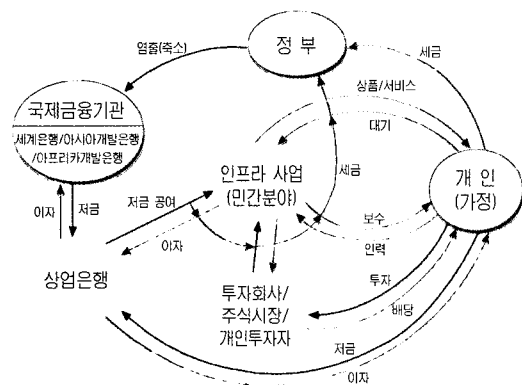 정 부
염출(축소)
세금
국제금융기관
세계은행/아시아개발은행
/아프리카개발은행
상품/서비스
대기
인프라 사업
(민간분야)
세금
개 인
(가정)
저금 공여
이자
저금
이자
보수
인력
상업은행
투자회사/
주식시장/
개인투자자
투자
배당
저금
이자